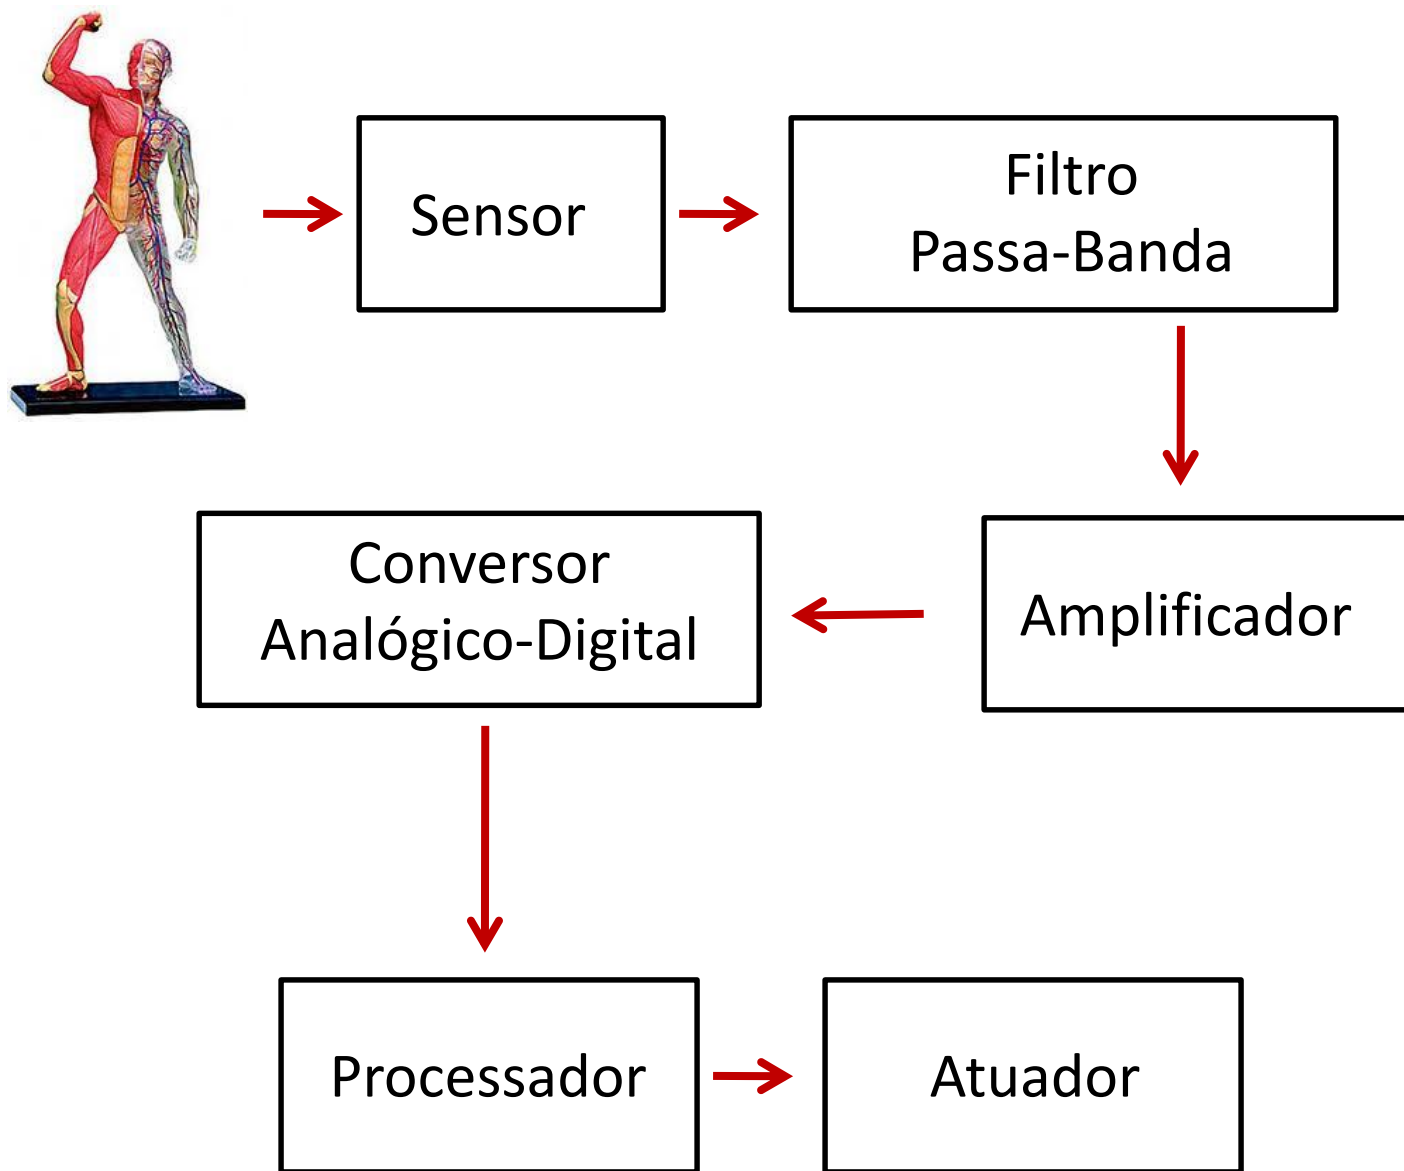 Sensor
Filtro
Passa-Banda
Conversor
Analógico-Digital
Amplificador
Processador
Atuador